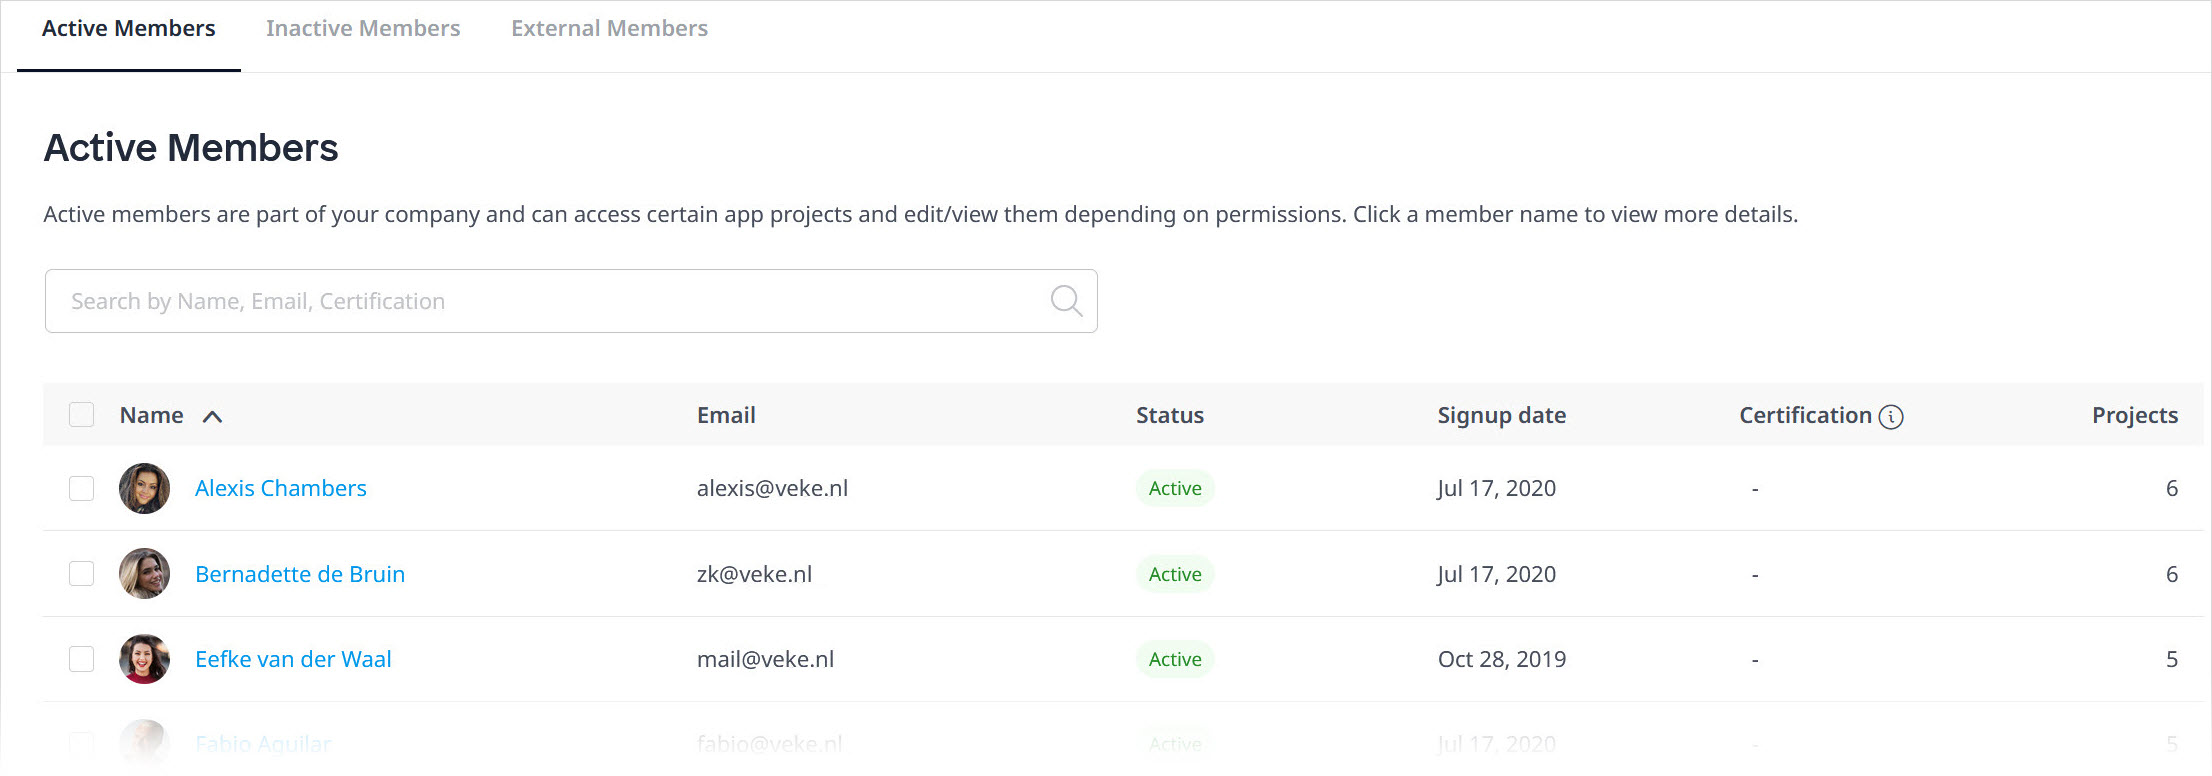 Active Members Inactive Members External Members
Active Members
Active members are part of your company and can access certain app projects and edit/view them depending on permissions. Click a member name to view more details.
Search by Name, Email, Certification
Name Email Status Signup date Certification Projects
Alexis Chambers alexis@veke.nl Active Jul 17, 2020 - 6
Bernadette de Bruin zk@veke.nl Active Jul 17, 2020 - 6
Eefke van der Waal mail@veke.nl Active Oct 28, 2019 - 5
Fabio Aguilar fabio@veke.nl Active Jul 17, 2020 - 5